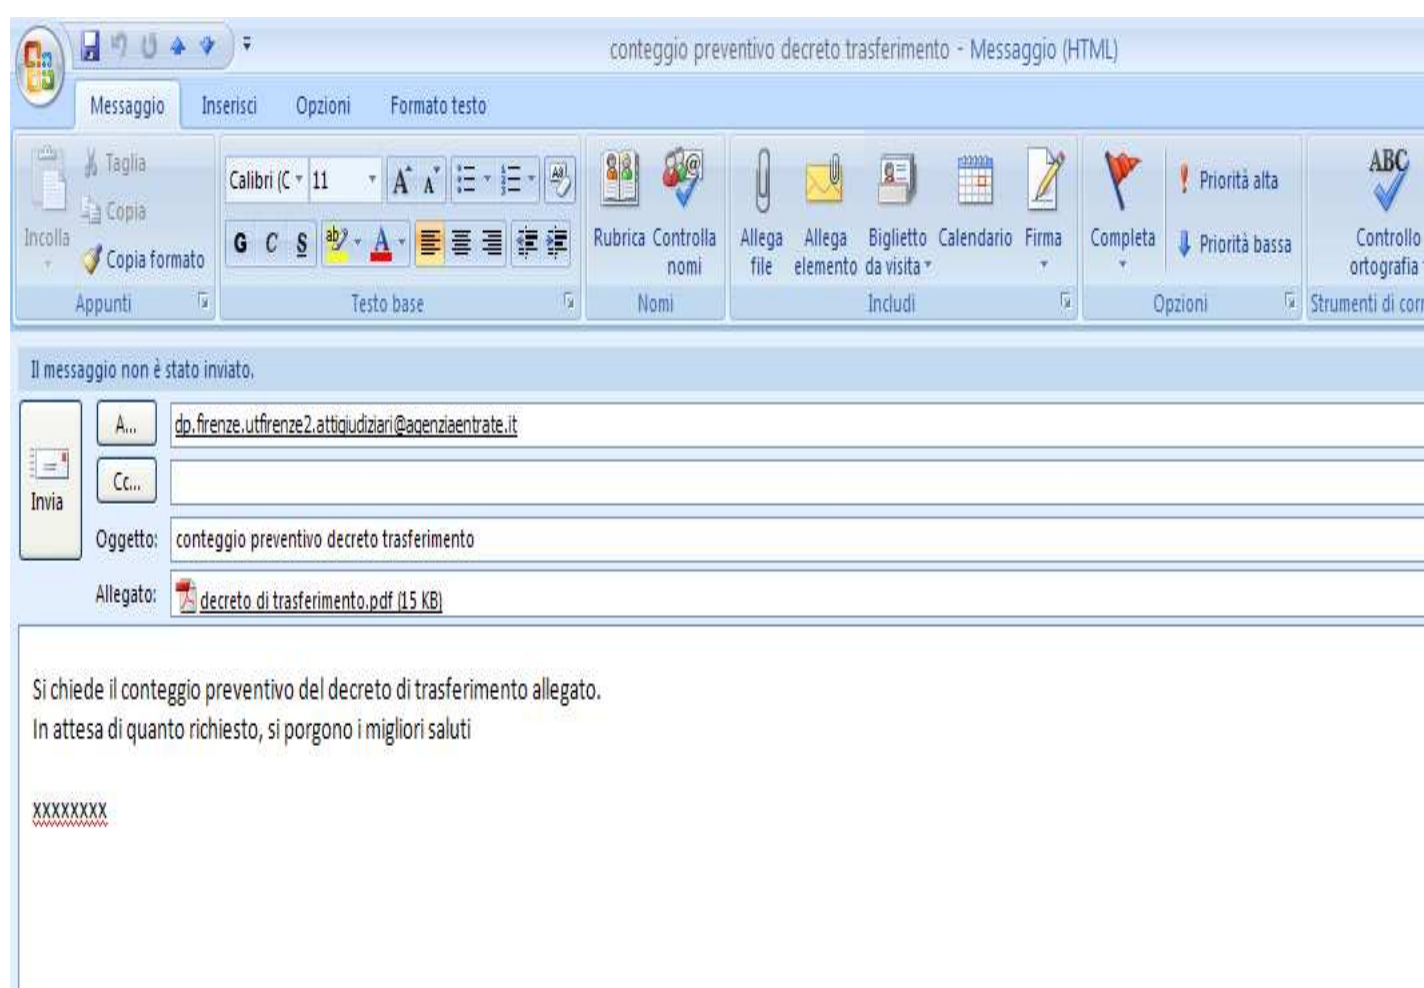 conteggio preventivo decreto trasferimento - Messaggio (HTML)
Messaggio Inserisci Opzioni Formato testo
Incolla
Taglia
Copia
Copia formato
Appunti
Calibri (C 11
G C S
Testo base
Rubrica
Controlla nomi
Nomi
Allega file
Allega elemento
Biglietto da visita
Calendario
Firma
Includi
Completa
Priorità alta
Priorità bassa
Opzioni
ABC
Controllo ortografia
Strumenti di corr
Il messaggio non è stato inviato.
Invia
A... dp.firenze.utfirenze2.attigiudiziari@agenziaentrate.it
Cc...
Oggetto: conteggio preventivo decreto trasferimento
Allegato: decreto di trasferimento.pdf (15 KB)
Si chiede il conteggio preventivo del decreto di trasferimento allegato.
In attesa di quanto richiesto, si porgono i migliori saluti
xxxxxxxx